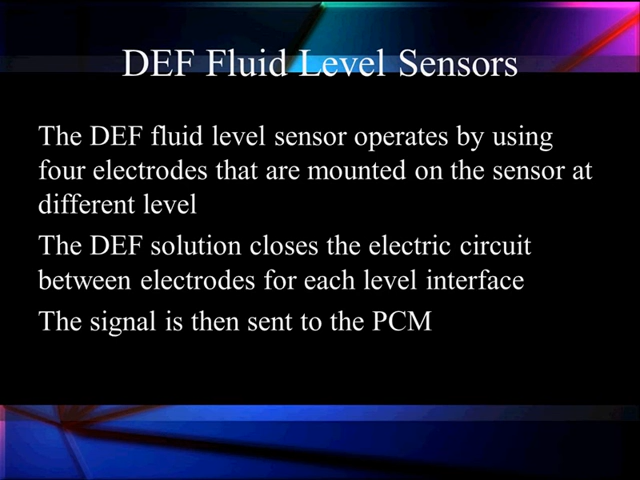 DEF Fluid Level Sensors
The DEF fluid level sensor operates by using
four electrodes that are mounted on the sensor at
different level
The DEF solution closes the electric circuit
between electrodes for each level interface
The signal is then sent to the PCM